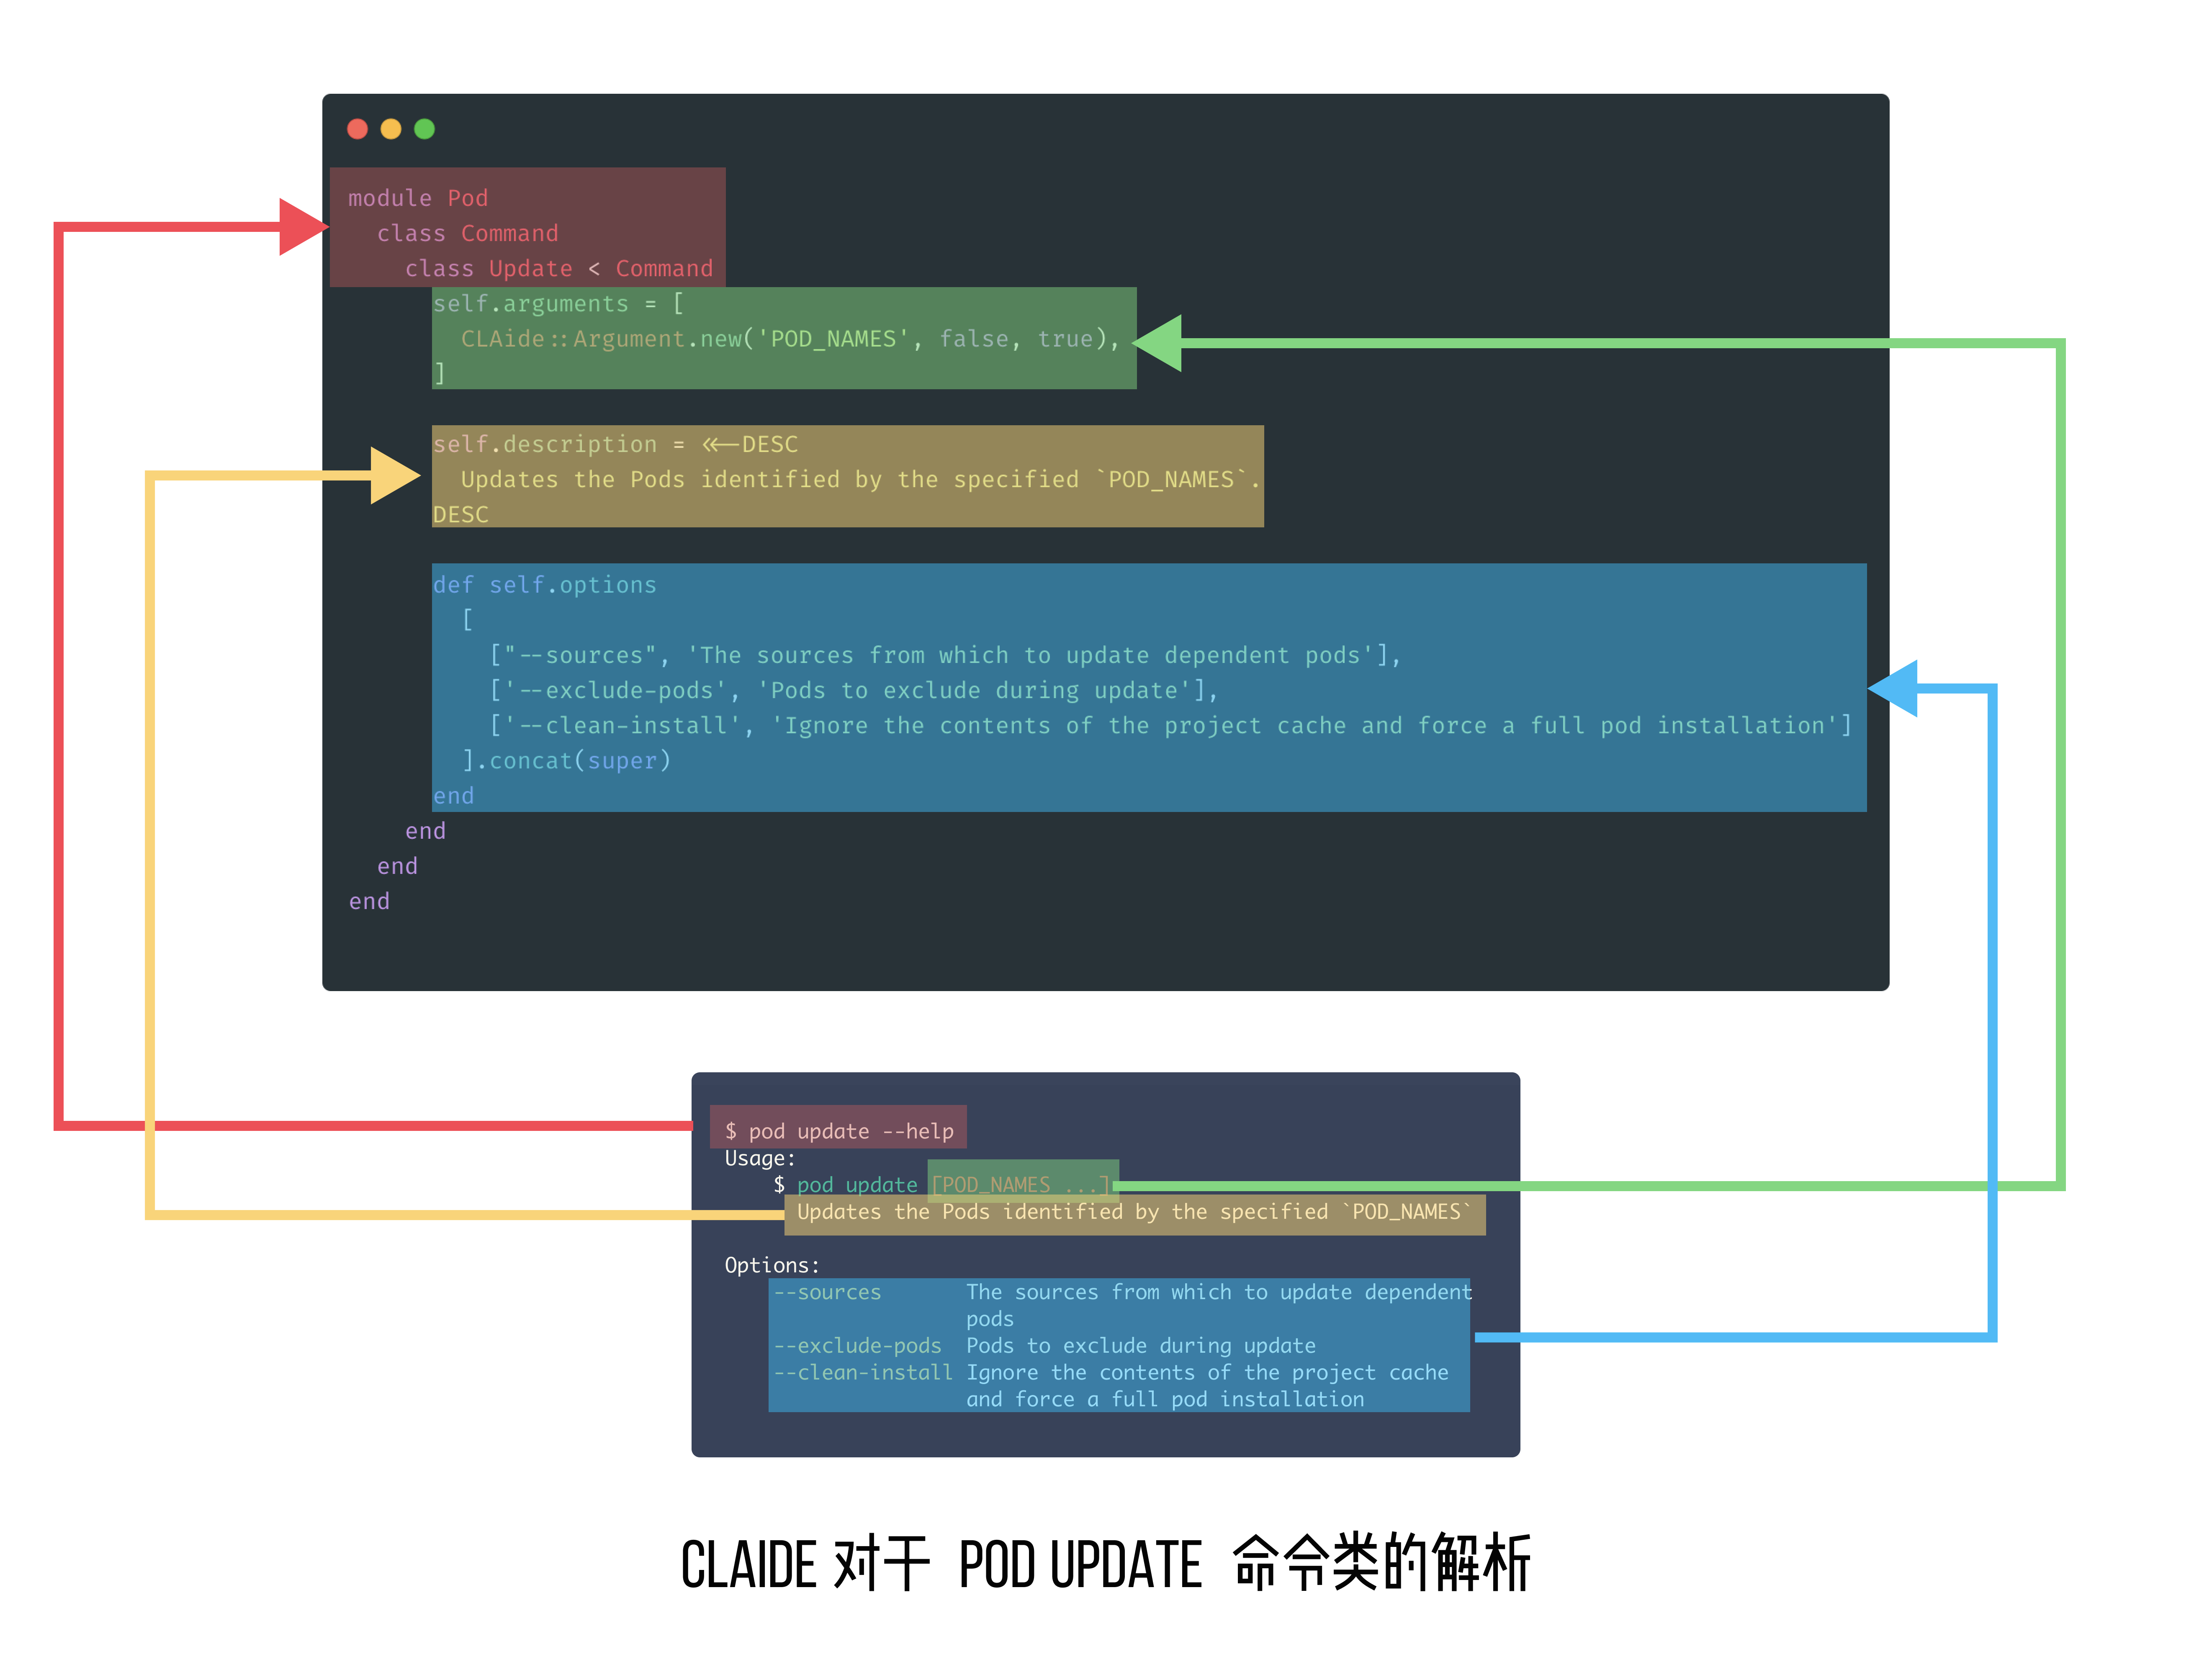 module Pod
  class Command
    class Update < Command
      self.arguments = [
        CLAide::Argument.new('POD_NAMES', false, true),
      ]

      self.description = <<-DESC
        Updates the Pods identified by the specified `POD_NAMES`.
      DESC

      def self.options
        [
          ["--sources", 'The sources from which to update dependent pods'],
          ['--exclude-pods', 'Pods to exclude during update'],
          ['--clean-install', 'Ignore the contents of the project cache and force a full pod installation']
        ].concat(super)
      end
    end
  end
end
$ pod update --help
Usage:
    $ pod update [POD_NAMES ...]
      Updates the Pods identified by the specified `POD_NAMES`
Options:
    --sources       The sources from which to update dependent
                    pods
    --exclude-pods  Pods to exclude during update
    --clean-install Ignore the contents of the project cache
                    and force a full pod installation
CLAIDE 对于 POD UPDATE 命令类的解析